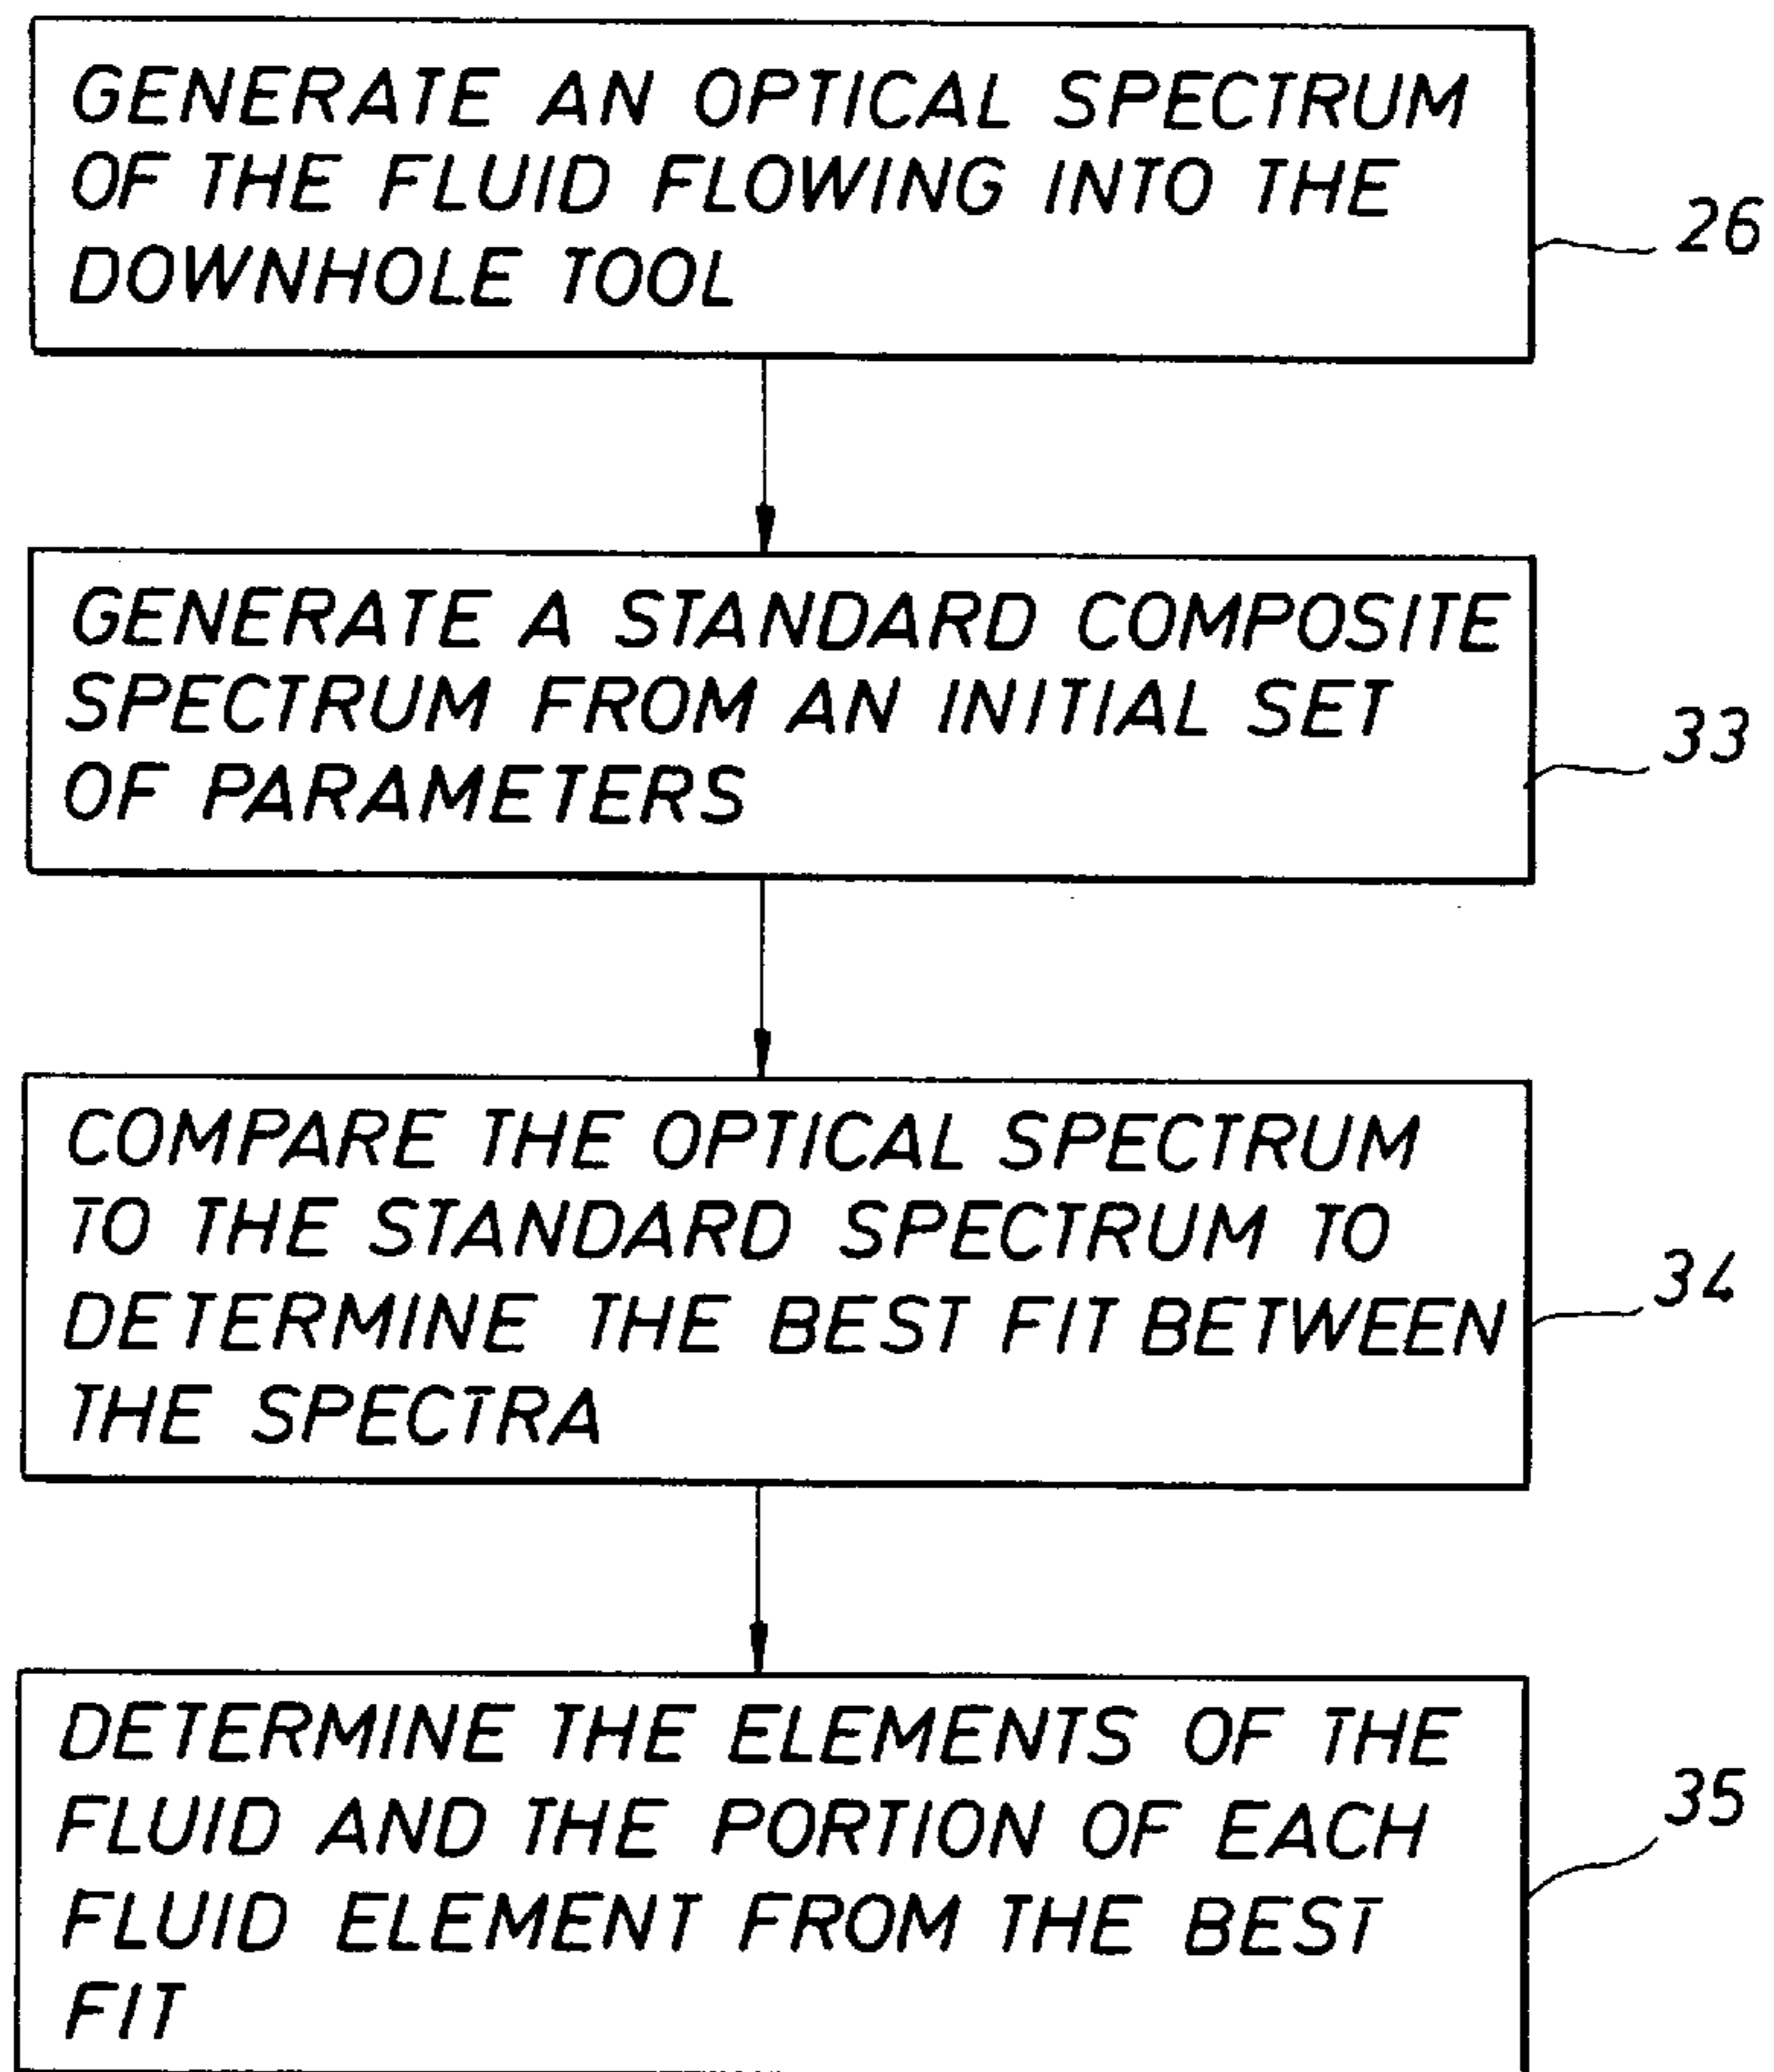 GENERATE AN OPTICAL SPECTRUM
OF THE FLUID FLOWING INTO THE
DOWNHOLE TOOL
26
GENERATE A STANDARD COMPOSITE
SPECTRUM FROM AN INITIAL SET
OF PARAMETERS
33
COMPARE THE OPTICAL SPECTRUM
TO THE STANDARD SPECTRUM TO
DETERMINE THE BEST FIT BETWEEN
THE SPECTRA
34
DETERMINE THE ELEMENTS OF THE
FLUID AND THE PORTION OF EACH
FLUID ELEMENT FROM THE BEST
FIT
35